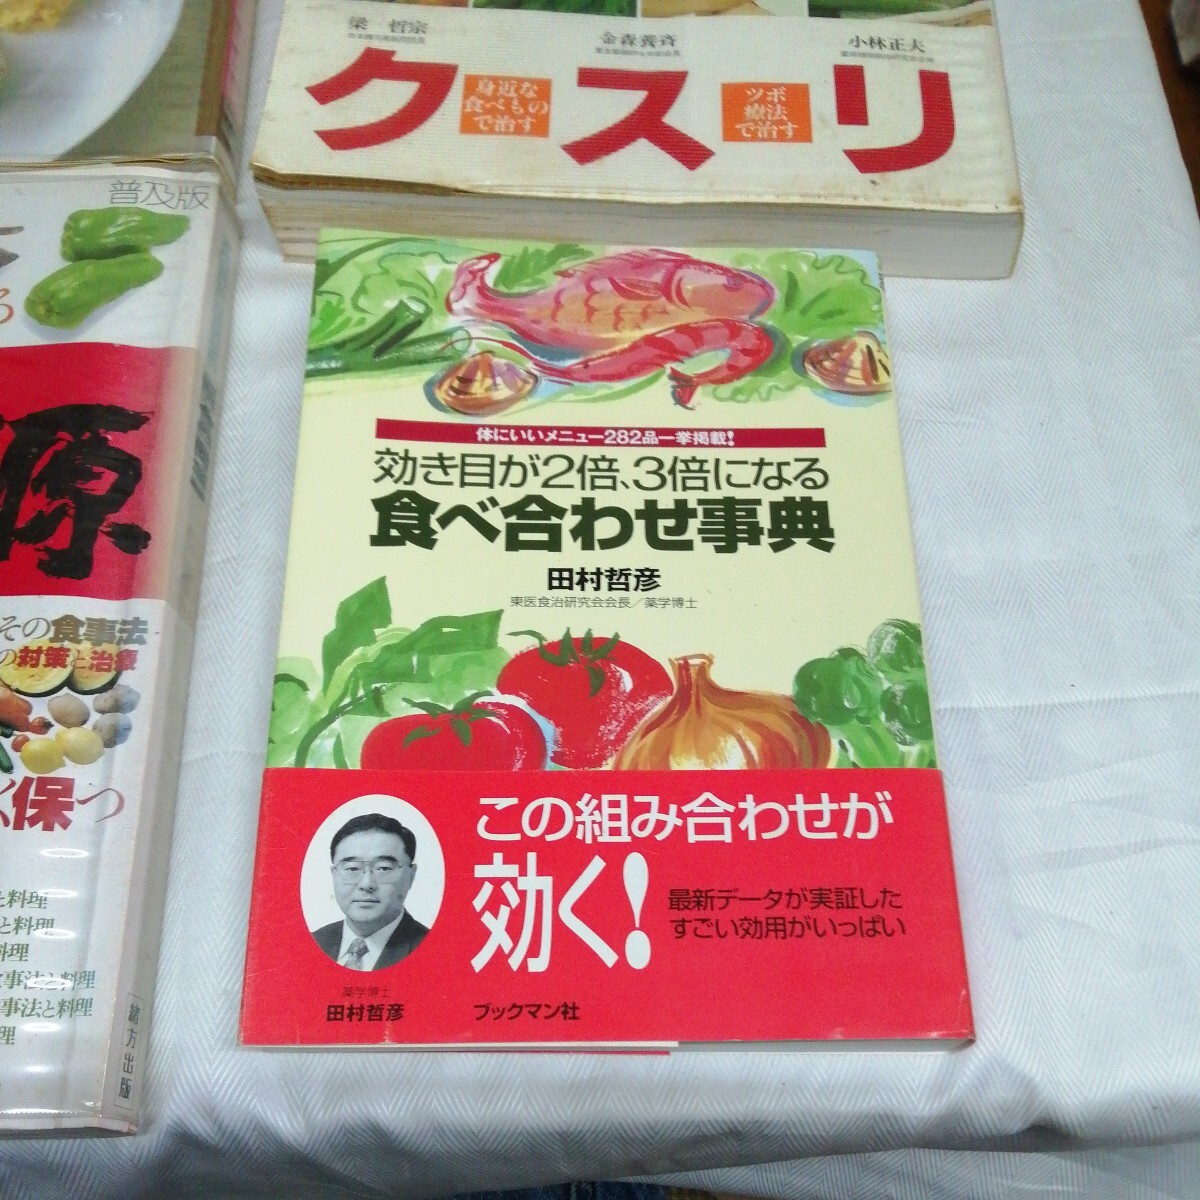 梁 哲宗
金森養斉
小林正夫
クスリ
身近な
食べもの
で治す
ツボ
療法
で治す
普及版
源
その食事法
の対策と治療
く保つ
と料理
と料理
料理
食事法と料理
事法と料理
理
緒方出版
体にいいメニュー282品一挙掲載!
効き目が2倍、3倍になる
食べ合わせ事典
田村哲彦
東医食治研究会会長/薬学博士
この組み合わせが
効く!
最新データが実証した
すごい効用がいっぱい
薬学博士
田村哲彦
ブックマン社